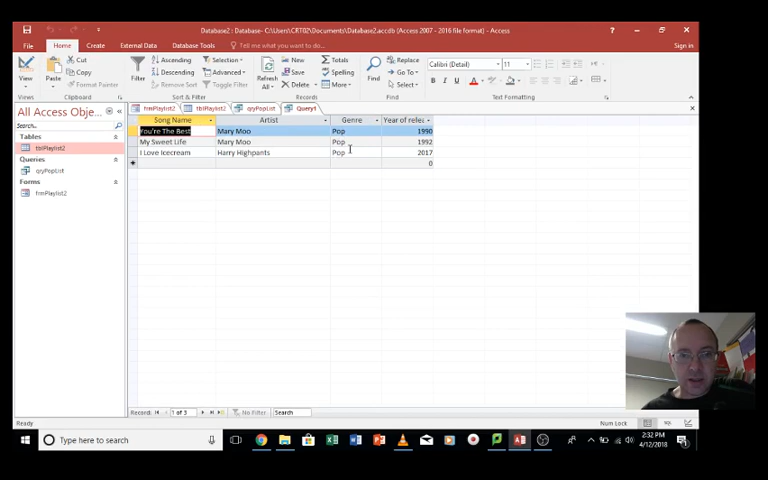 Database2 : Database- C:\Users\CRT02\Documents\Database2.accdb (Access 2007 - 2016 file format) - Access
?
File Home Create External Data Database Tools Tell me what you want to do... Sign in
View
Paste
Cut
Copy
Format Painter
Filter
Ascending
Descending
Remove Sort
Selection
Advanced
Toggle Filter
Refresh All
New
Save
Delete
Totals
Spelling
More
Find
Replace
Go To
Select
Calibri (Detail) 11
B I U A
Views Clipboard Sort & Filter Records Find Text Formatting
All Access Obje...
Search...
Tables
tblPlaylist2
Queries
qryPopList
Forms
frmPlaylist2
frmPlaylist2 tblPlaylist2 qryPopList Query1
Song Name Artist Genre Year of relea
You're The Best Mary Moo Pop 1990
My Sweet Life Mary Moo Pop 1992
I Love Icecream Harry Highpants Pop 2017
0
Record: 1 of 3 No Filter Search
Ready Num Lock
Type here to search
2:32 PM
4/12/2018